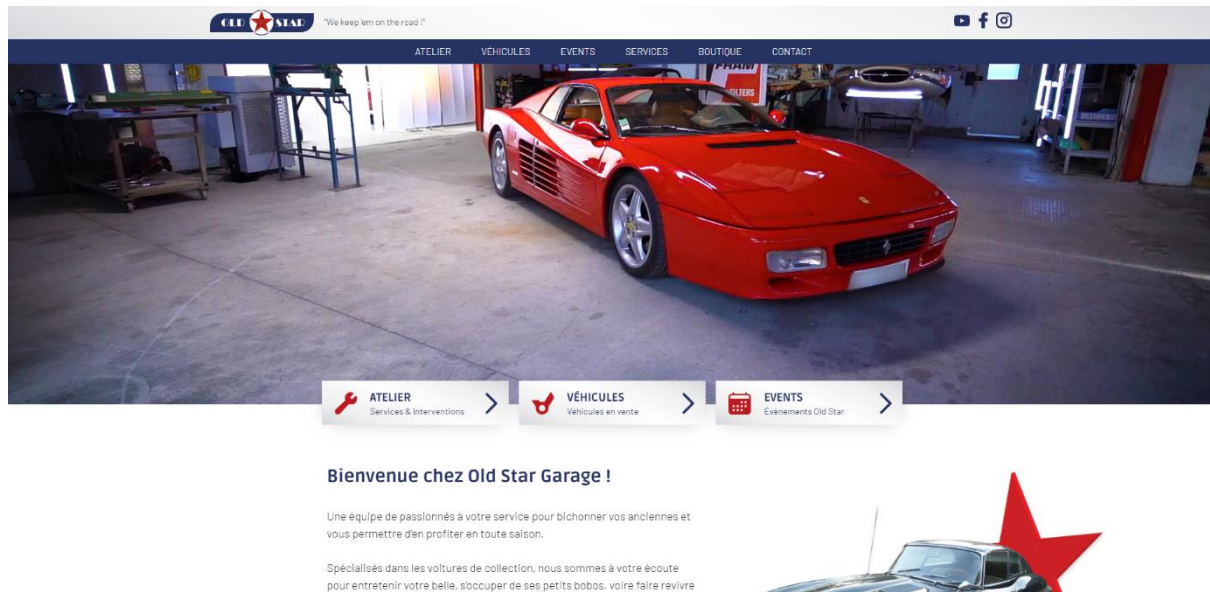 OLD STAR
"We keep 'em on the road !"
ATELIER VÉHICULES EVENTS SERVICES BOUTIQUE CONTACT
FRAM
FILTERS
ATELIER
Services & interventions
VÉHICULES
Véhicules en vente
EVENTS
Évènements Old Star
Bienvenue chez Old Star Garage !
Une équipe de passionnés à votre service pour bichonner vos anciennes et
vous permettre d'en profiter en toute saison.
Spécialisés dans les voitures de collection, nous sommes à votre écoute
pour entretenir votre belle, s'occuper de ses petits bobos, voire faire revivre